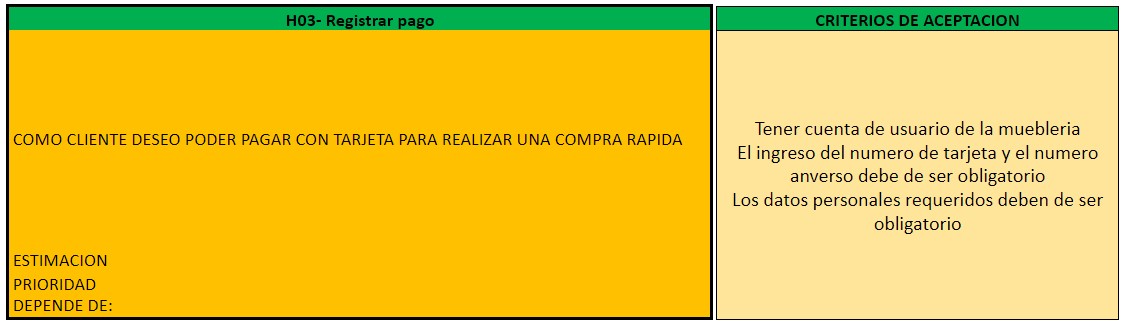 H03- Registrar pago
COMO CLIENTE DESEO PODER PAGAR CON TARJETA PARA REALIZAR UNA COMPRA RAPIDA
ESTIMACION
PRIORIDAD
DEPENDE DE:
CRITERIOS DE ACEPTACION
Tener cuenta de usuario de la muebleria
El ingreso del numero de tarjeta y el numero
anverso debe de ser obligatorio
Los datos personales requeridos deben de ser
obligatorio